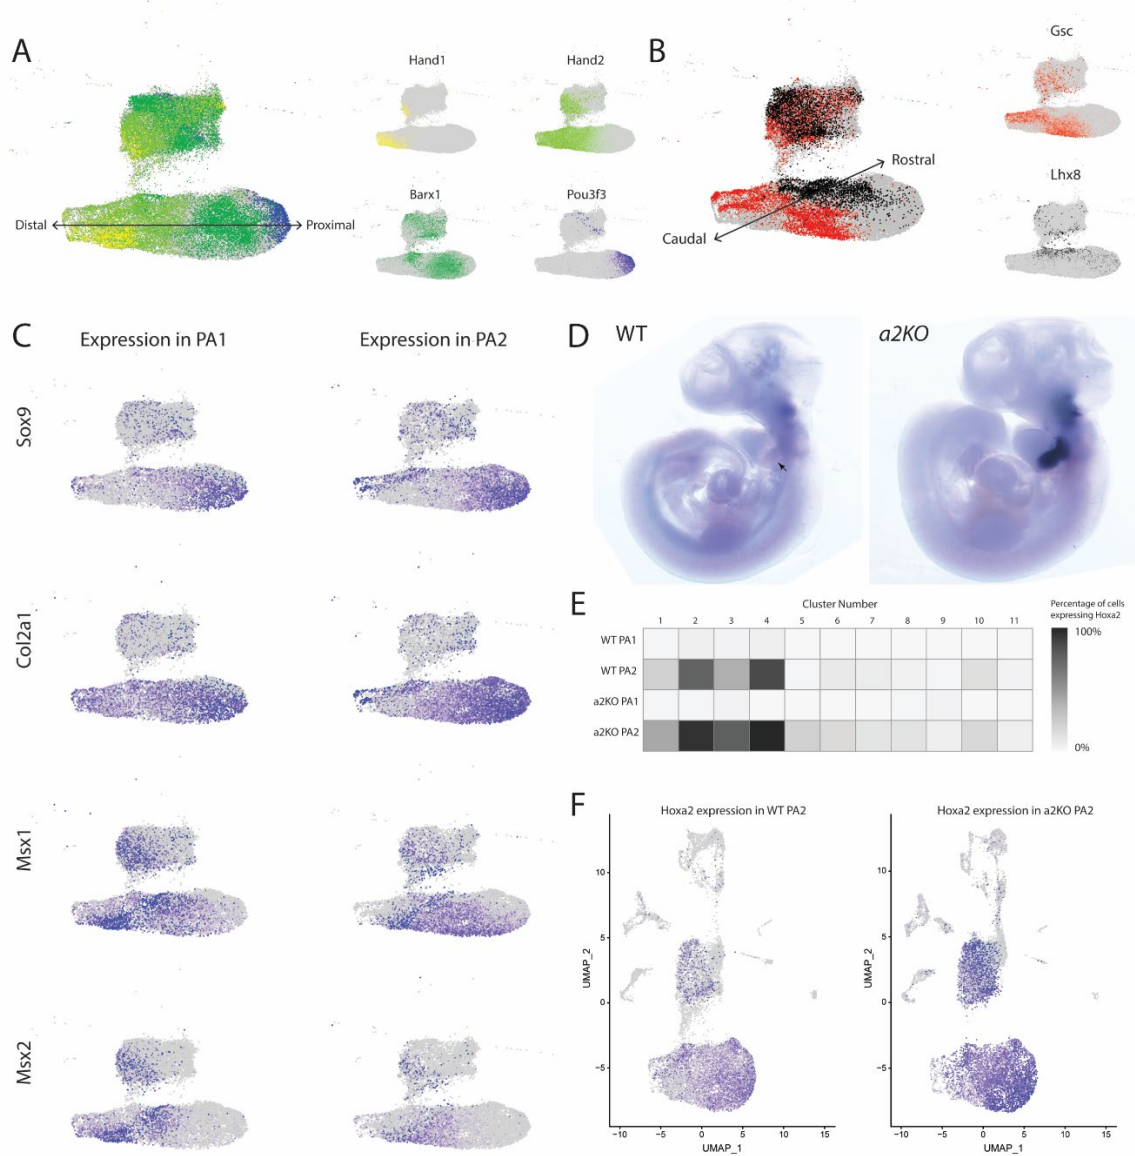 A
Hand1
Hand2
Distal
Proximal
Barx1
Pou3f3
B
Gsc
Rostral
Caudal
Lhx8
C
Expression in PA1
Expression in PA2
Sox9
Col2a1
Msx1
Msx2
D
WT
a2KO
E
Cluster Number
Percentage of cells
expressing Hoxa2
1 2 3 4 5 6 7 8 9 10 11
WT PA1
WT PA2
a2KO PA1
a2KO PA2
100%
0%
F
Hoxa2 expression in WT PA2
Hoxa2 expression in a2KO PA2
UMAP_2
10
5
0
−5
−10 −5 0 5 10 15
UMAP_1
UMAP_2
10
5
0
−5
−10 −5 0 5 10 15
UMAP_1